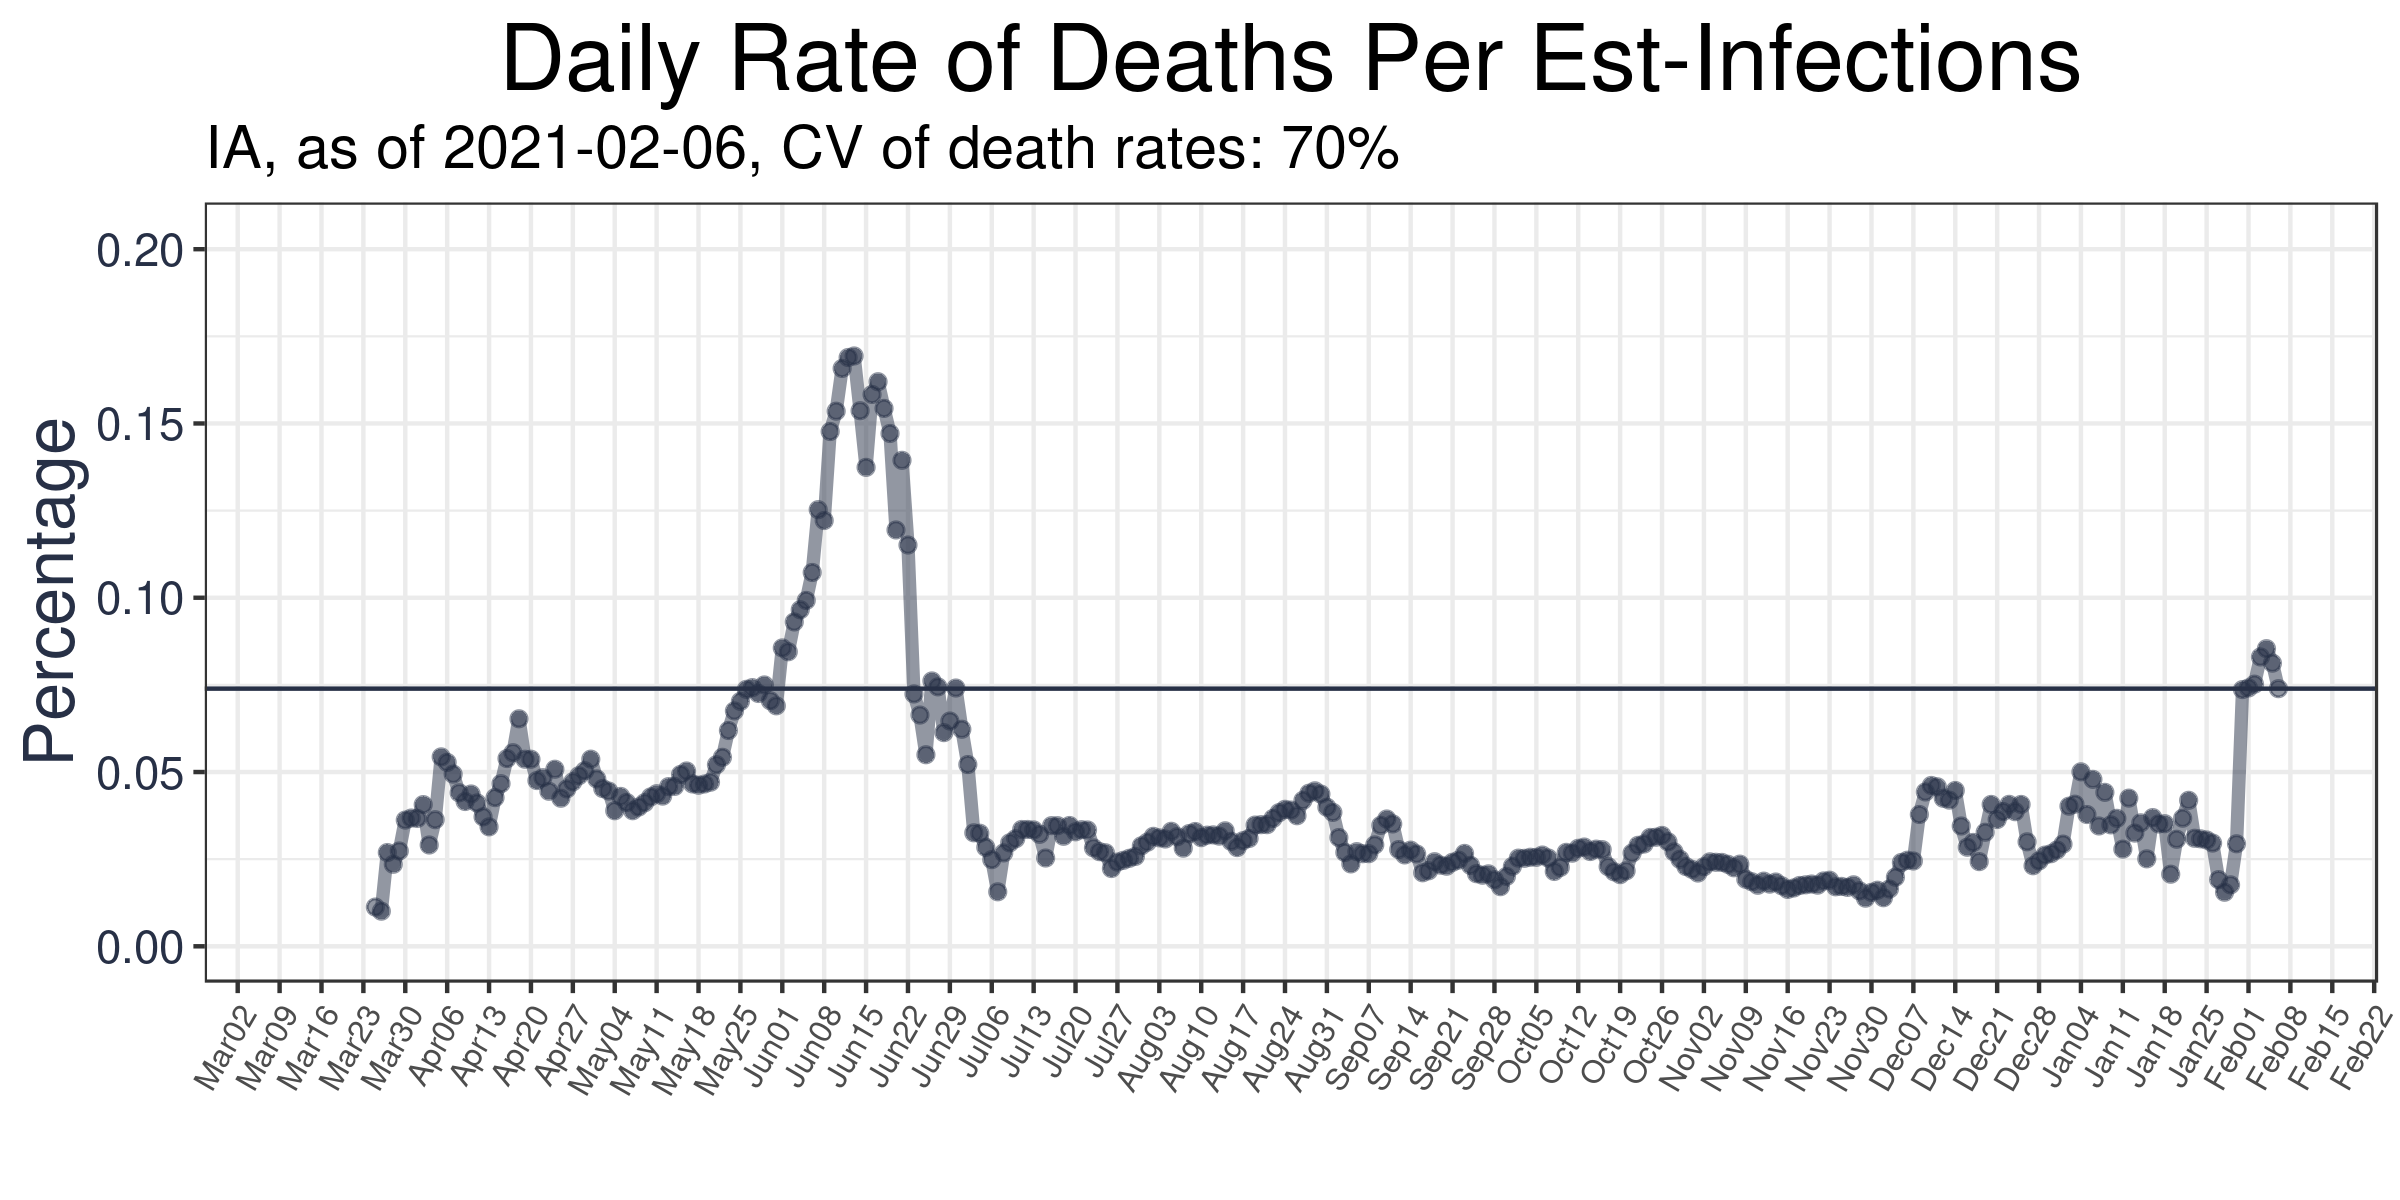 Daily Rate of Deaths Per Est-Infections
IA, as of 2021-02-06, CV of death rates: 70%
Percentage
0.20
0.15
0.10
0.05
0.00
Mar02
Mar09
Mar16
Mar23
Mar30
Apr06
Apr13
Apr20
Apr27
May04
May11
May18
May25
Jun01
Jun08
Jun15
Jun22
Jun29
Jul06
Jul13
Jul20
Jul27
Aug03
Aug10
Aug17
Aug24
Aug31
Sep07
Sep14
Sep21
Sep28
Oct05
Oct12
Oct19
Oct26
Nov02
Nov09
Nov16
Nov23
Nov30
Dec07
Dec14
Dec21
Dec28
Jan04
Jan11
Jan18
Jan25
Feb01
Feb08
Feb15
Feb22